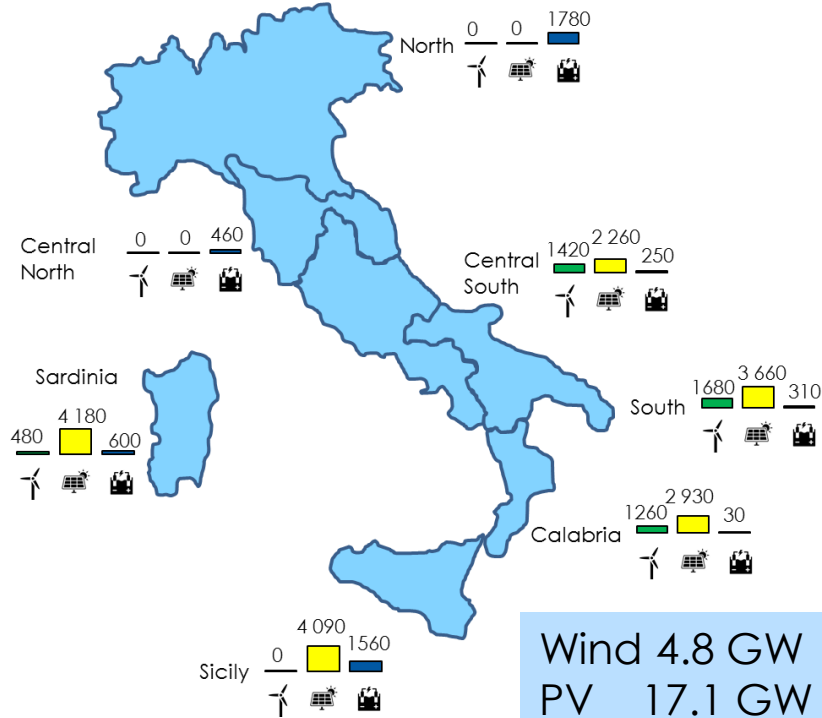 North
0 0 1780
Central
North
0 0 460
Central
South
1420 2 260 250
Sardinia
480 4 180 600
South
1680 3 660 310
Calabria
1260 2 930 30
Sicily
0 4 090 1560
Wind 4.8 GW
PV 17.1 GW